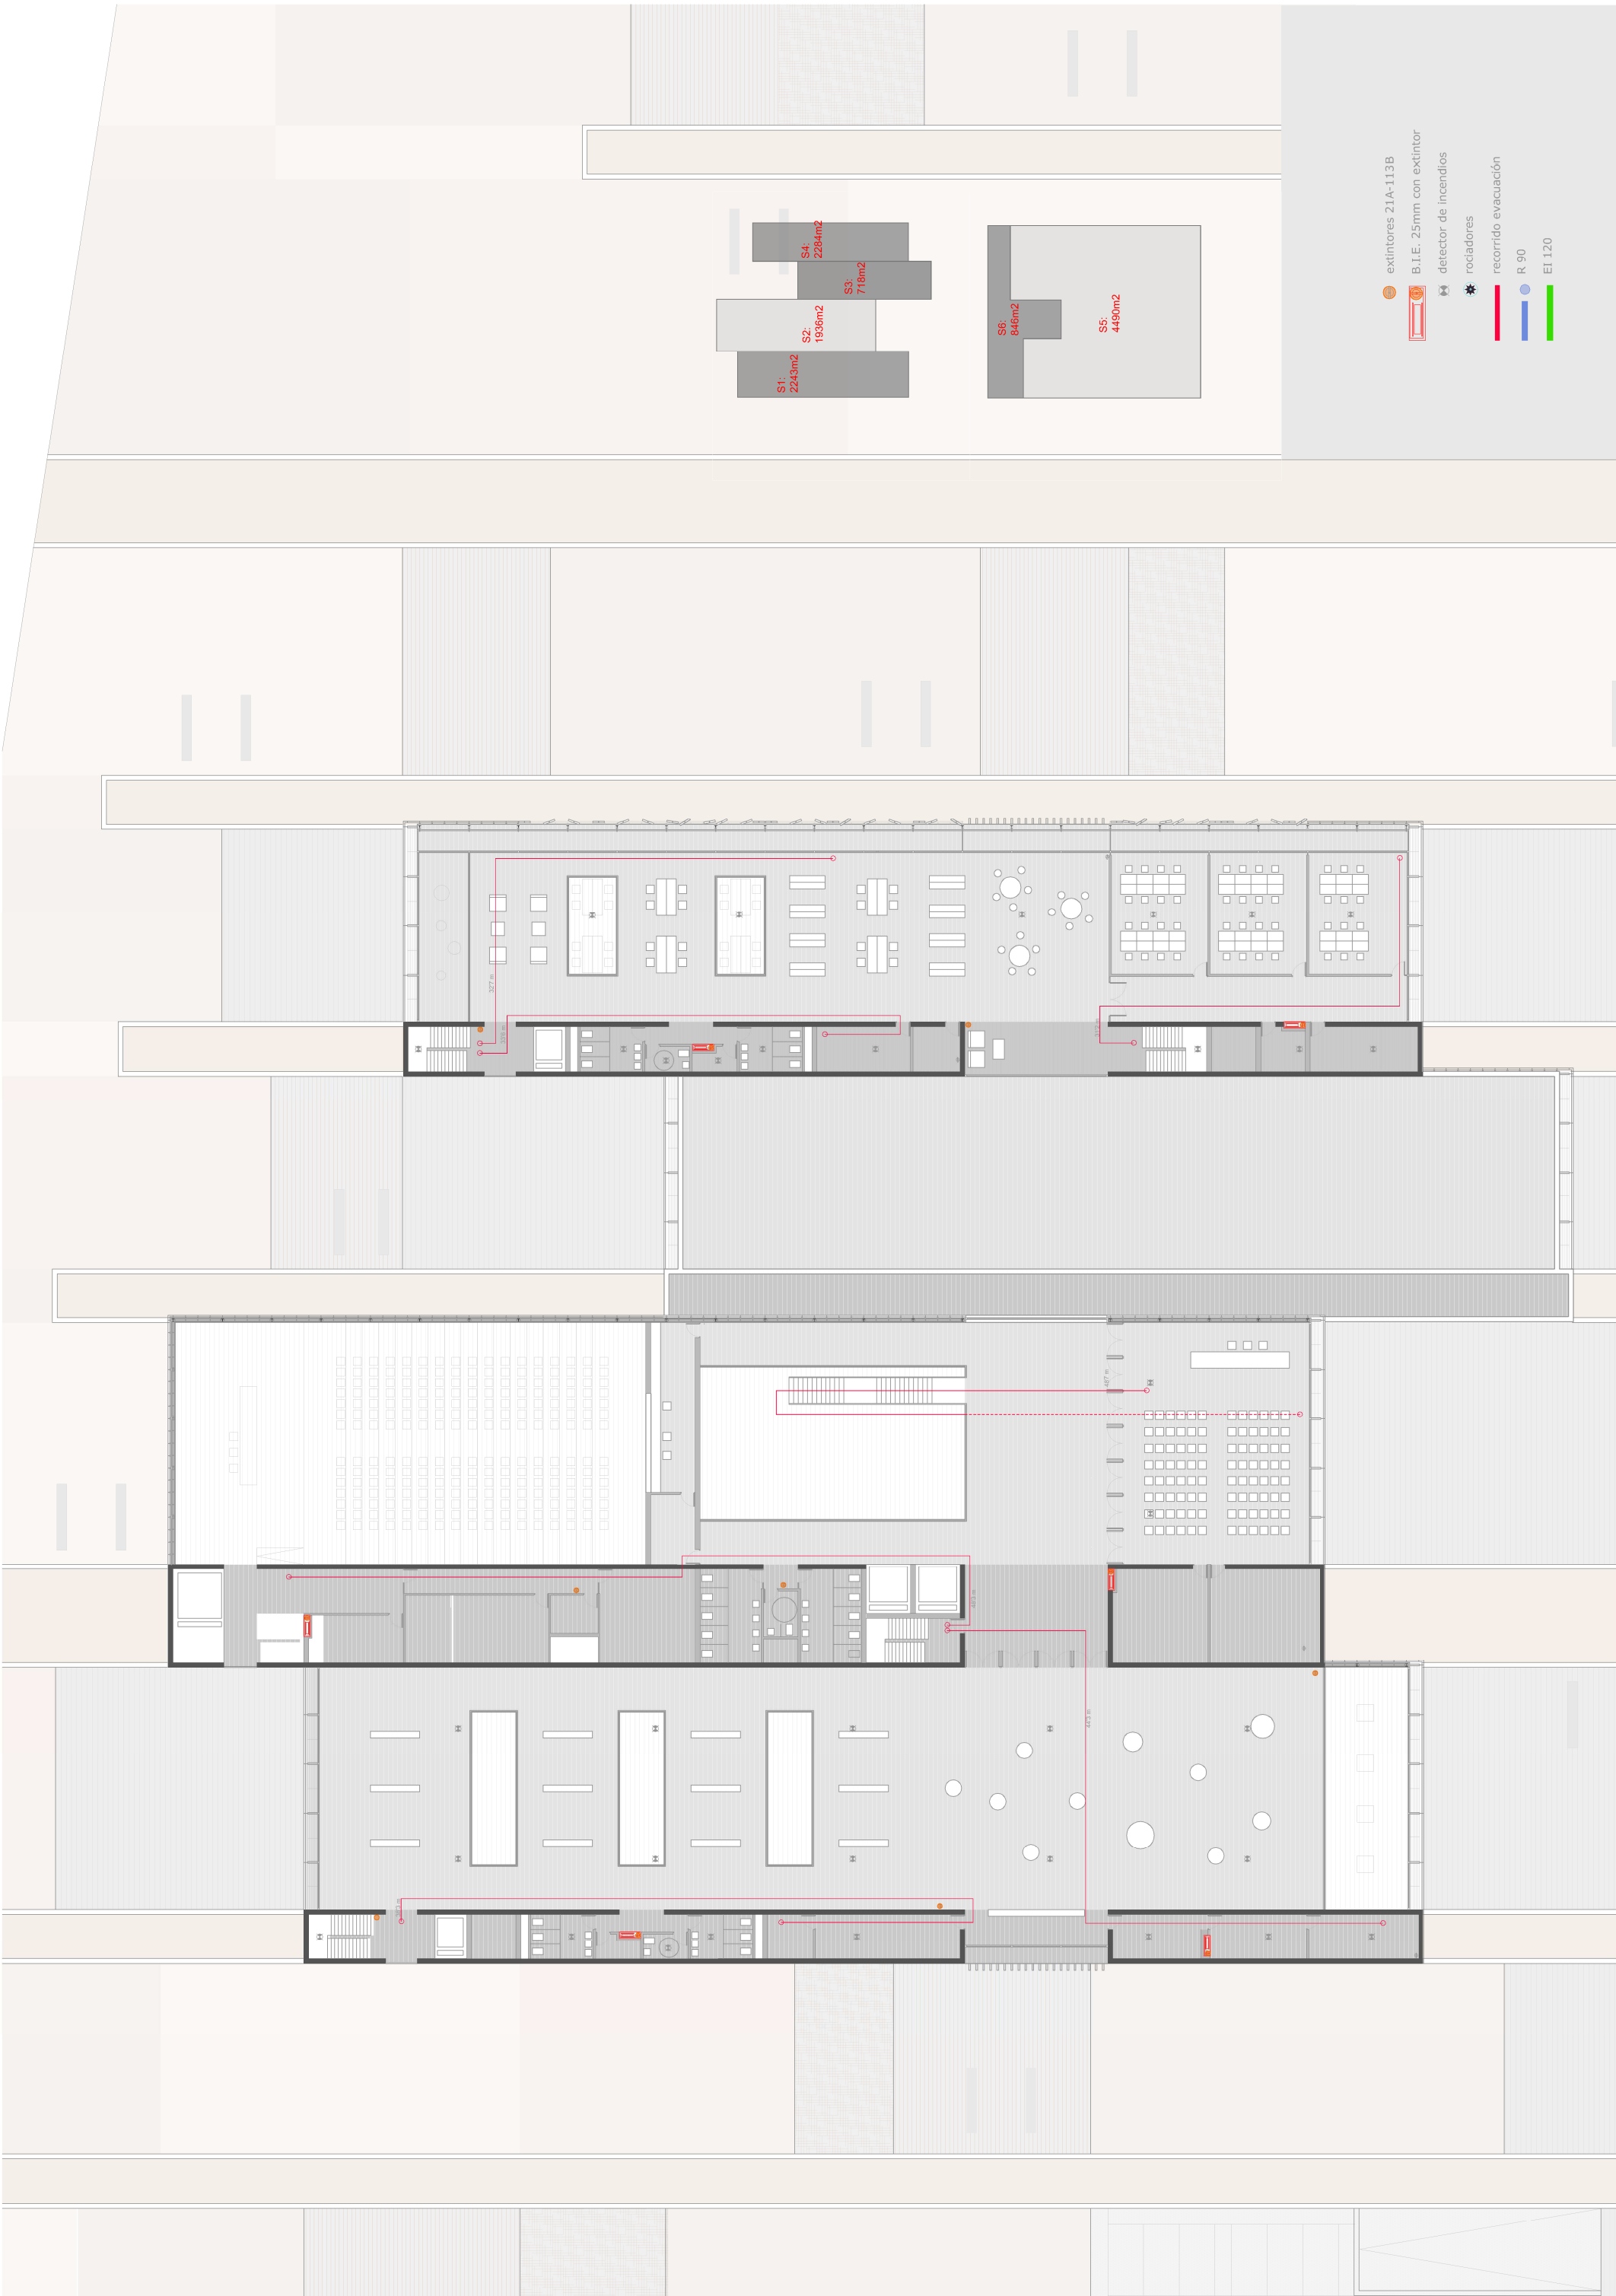 S4:
2284m2
S3:
718m2
S2:
1936m2
S1:
2243m2
S6:
846m2
S5:
4490m2
extintores 21A-113B
B.I.E. 25mm con extintor
detector de incendios
rociadores
recorrido evacuación
R 90
EI 120